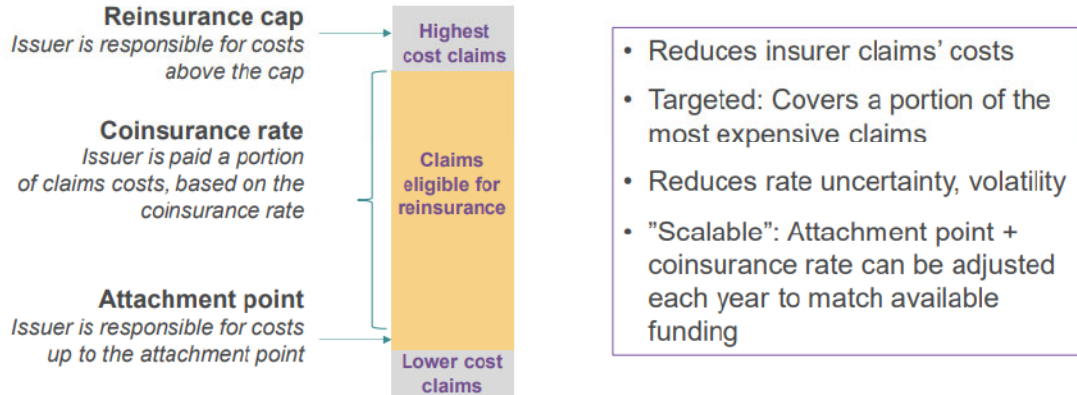 Reinsurance cap
Issuer is responsible for costs
above the cap
Highest
cost claims
Coinsurance rate
Issuer is paid a portion
of claims costs, based on the
coinsurance rate
Claims
eligible for
reinsurance
Attachment point
Issuer is responsible for costs
up to the attachment point
Lower cost
claims
• Reduces insurer claims’ costs
• Targeted: Covers a portion of the
most expensive claims
• Reduces rate uncertainty, volatility
• ”Scalable”: Attachment point +
coinsurance rate can be adjusted
each year to match available
funding